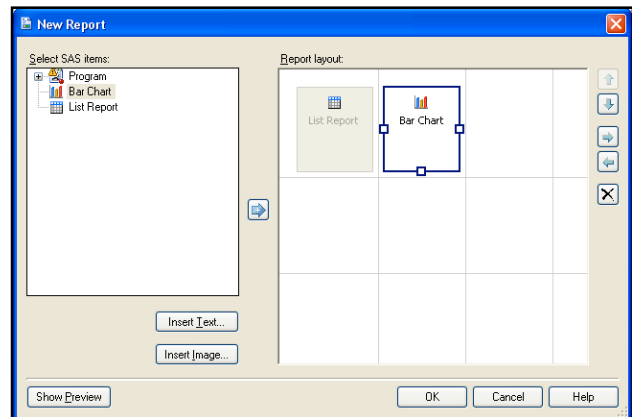 New Report
Select SAS items:
Report layout:
Program
Bar Chart
List Report
List Report
Bar Chart
Insert Text...
Insert Image...
Show Preview
OK
Cancel
Help